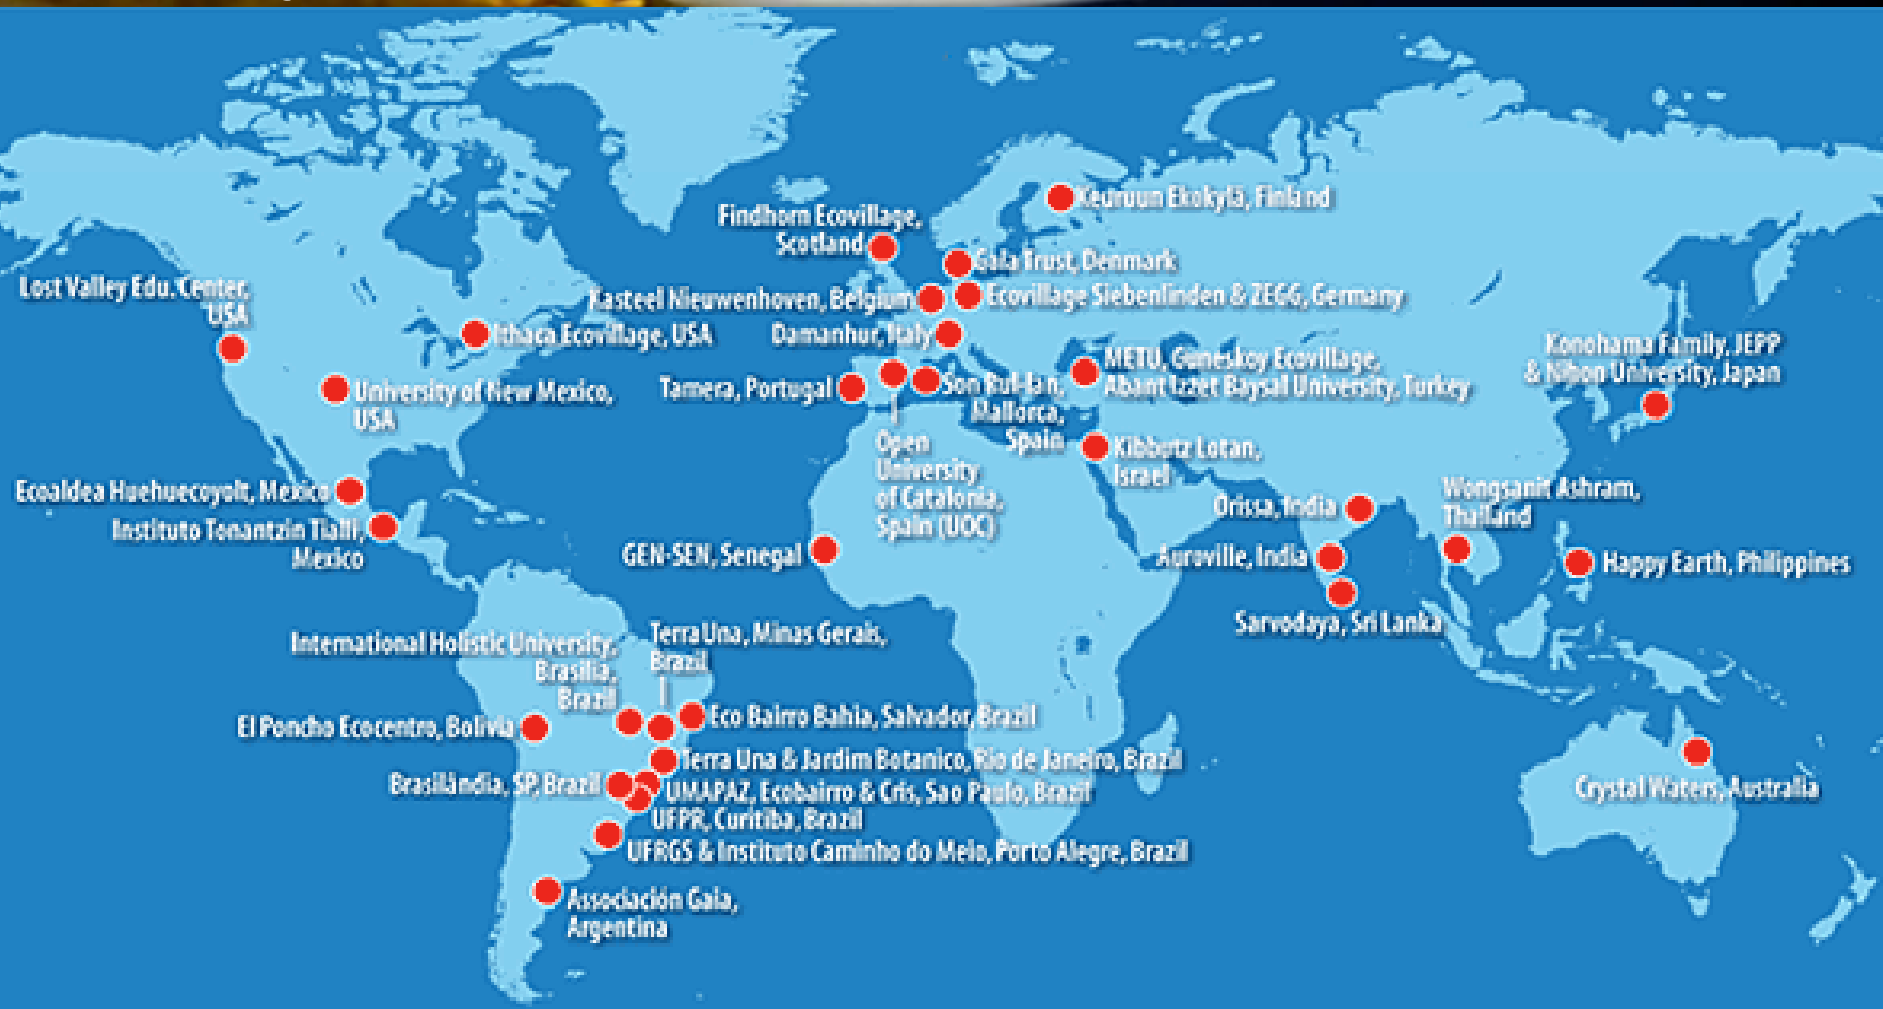 Keuruun Ekokylä, Finland
Findhorn Ecovillage,
Scotland
Gaia Trust, Denmark
Lost Valley Edu. Center,
USA
Kasteel Nieuwenhoven, Belgium
Ecovillage Siebenlinden & ZEGG, Germany
Ithaca Ecovillage, USA
Damanhur, Italy
Konohama Family, JEPP
& Nihon University, Japan
METU, Guneskoy Ecovillage,
Abant Izzet Baysal University, Turkey
University of New Mexico,
USA
Tamera, Portugal
Son Rul-lan,
Mallorca,
Spain
Open
University
of Catalonia,
Spain (UOC)
Kibbutz Lotan,
Israel
Ecoaldea Huehuecoyolt, Mexico
Orissa, India
Wongsanit Ashram,
Thailand
Instituto Tonantzin Tialli,
Mexico
GEN-SEN, Senegal
Auroville, India
Happy Earth, Philippines
Sarvodaya, Sri Lanka
International Holistic University,
Brasilia,
Brazil
TerraUna, Minas Gerais,
Brazil
El Poncho Ecocentro, Bolivia
Eco Bairro Bahia, Salvador, Brazil
Terra Una & Jardim Botanico, Rio de Janeiro, Brazil
Brasilândia, SP, Brazil
UMAPAZ, Ecobairro & Cris, Sao Paulo, Brazil
Crystal Waters, Australia
UFPR, Curitiba, Brazil
UFRGS & Instituto Caminho do Meio, Porto Alegre, Brazil
Associación Gaia,
Argentina